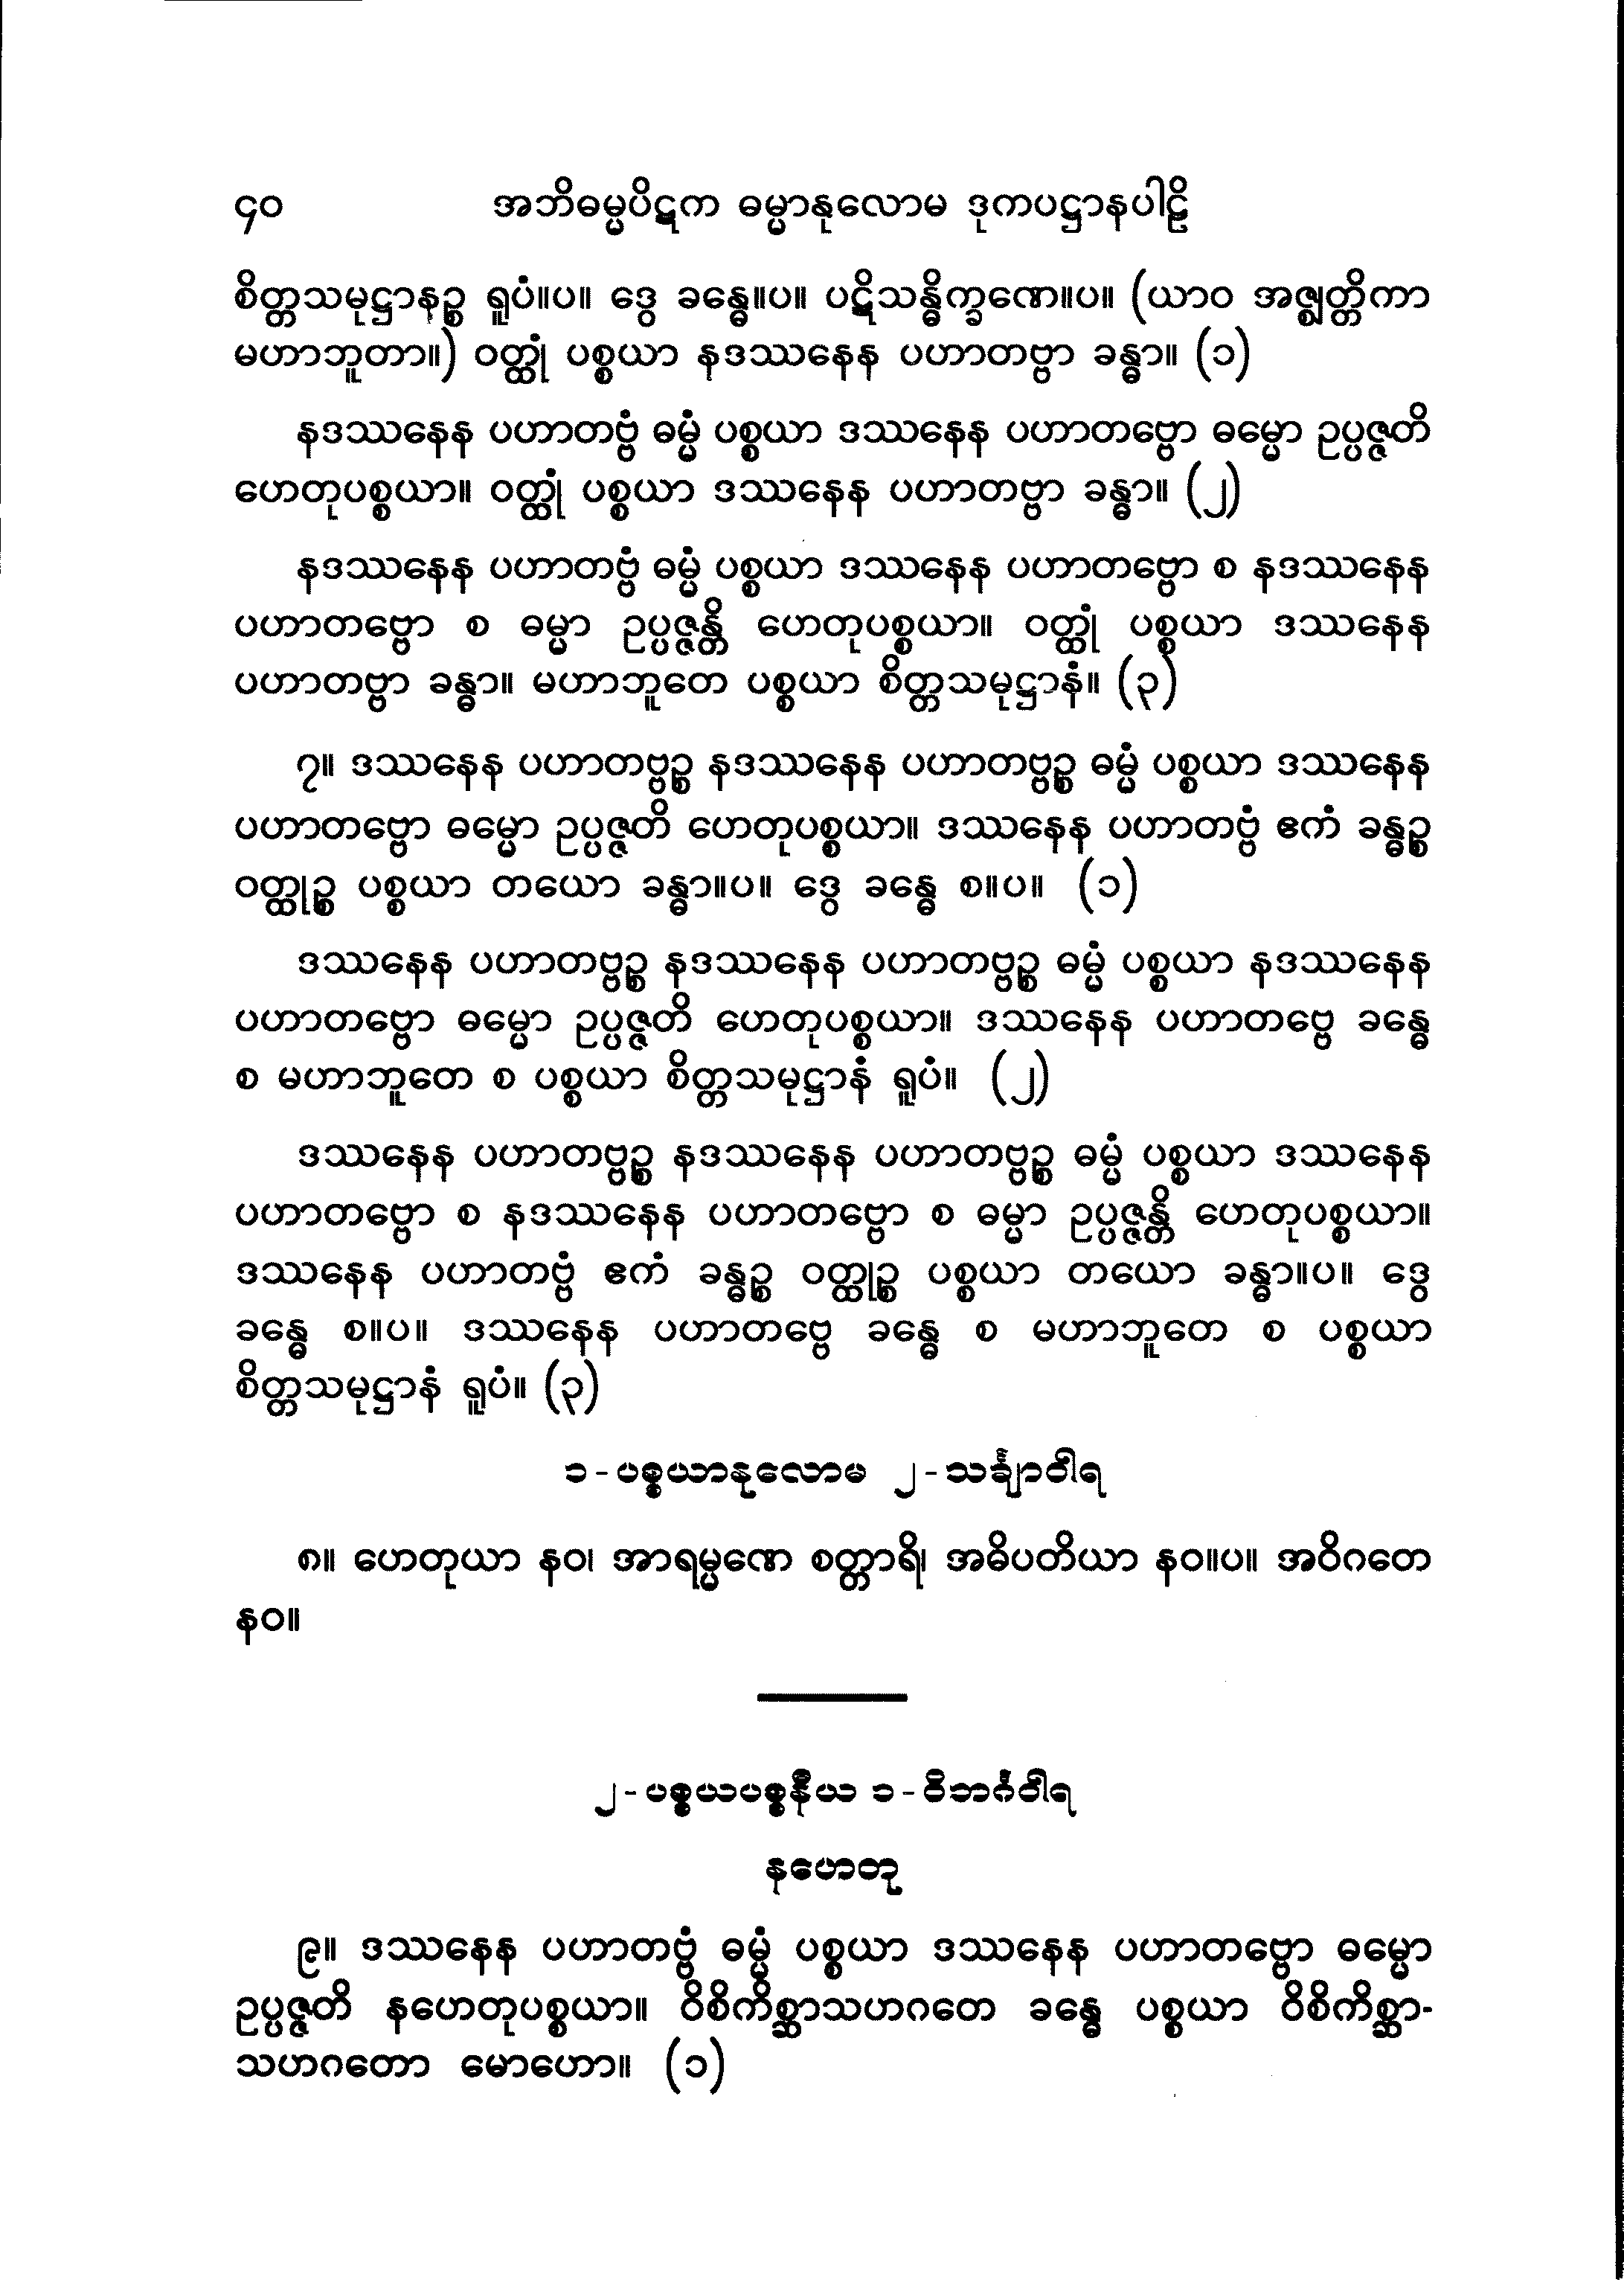 ၄၀ အဘိဓမ္မပိဋက ဓမ္မာနုလောမ ဒုကပဋ္ဌာနပါဠိ
စိတ္တသမုဋ္ဌာနဉ္စ ရူပံ။ပ။ ဒွေ ခန္ဓေ။ပ။ ပဋိသန္ဓိက္ခဏေ။ပ။ (ယာဝ အဇ္ဈတ္တိကာ
မဟာဘူတာ။) ဝတ္ထုံ ပစ္စယာ နဒဿနေန ပဟာတဗ္ဗာ ခန္ဓာ။ (၁)
နဒဿနေန ပဟာတဗ္ဗံ ဓမ္မံ ပစ္စယာ ဒဿနေန ပဟာတဗ္ဗော ဓမ္မော ဥပ္ပဇ္ဇတိ
ဟေတုပစ္စယာ။ ဝတ္ထုံ ပစ္စယာ ဒဿနေန ပဟာတဗ္ဗာ ခန္ဓာ။ (၂)
နဒဿနေန ပဟာတဗ္ဗံ ဓမ္မံ ပစ္စယာ ဒဿနေန ပဟာတဗ္ဗော စ နဒဿနေန
ပဟာတဗ္ဗော စ ဓမ္မာ ဥပ္ပဇ္ဇန္တိ ဟေတုပစ္စယာ။ ဝတ္ထုံ ပစ္စယာ ဒဿနေန
ပဟာတဗ္ဗာ ခန္ဓာ။ မဟာဘူတေ ပစ္စယာ စိတ္တသမုဋ္ဌာနံ။ (၃)
၇။ ဒဿနေန ပဟာတဗ္ဗဉ္စ နဒဿနေန ပဟာတဗ္ဗဉ္စ ဓမ္မံ ပစ္စယာ ဒဿနေန
ပဟာတဗ္ဗော ဓမ္မော ဥပ္ပဇ္ဇတိ ဟေတုပစ္စယာ။ ဒဿနေန ပဟာတဗ္ဗံ ဧကံ ခန္ဓဉ္စ
ဝတ္ထုဉ္စ ပစ္စယာ တယော ခန္ဓာ။ပ။ ဒွေ ခန္ဓေ စ။ပ။ (၁)
ဒဿနေန ပဟာတဗ္ဗဉ္စ နဒဿနေန ပဟာတဗ္ဗဉ္စ ဓမ္မံ ပစ္စယာ နဒဿနေန
ပဟာတဗ္ဗော ဓမ္မော ဥပ္ပဇ္ဇတိ ဟေတုပစ္စယာ။ ဒဿနေန ပဟာတဗ္ဗေ ခန္ဓေ
စ မဟာဘူတေ စ ပစ္စယာ စိတ္တသမုဋ္ဌာနံ ရူပံ။ (၂)
ဒဿနေန ပဟာတဗ္ဗဉ္စ နဒဿနေန ပဟာတဗ္ဗဉ္စ ဓမ္မံ ပစ္စယာ ဒဿနေန
ပဟာတဗ္ဗော စ နဒဿနေန ပဟာတဗ္ဗော စ ဓမ္မာ ဥပ္ပဇ္ဇန္တိ ဟေတုပစ္စယာ။
ဒဿနေန ပဟာတဗ္ဗံ ဧကံ ခန္ဓဉ္စ ဝတ္ထုဉ္စ ပစ္စယာ တယော ခန္ဓာ။ပ။ ဒွေ
ခန္ဓေ စ။ပ။ ဒဿနေန ပဟာတဗ္ဗေ ခန္ဓေ စ မဟာဘူတေ စ ပစ္စယာ
စိတ္တသမုဋ္ဌာနံ ရူပံ။ (၃)
၁-ပစ္စယာနုလောမ ၂-သင်္ချာဝါရ
၈။ ဟေတုယာ နဝ၊ အာရမ္မဏေ စတ္တာရိ၊ အဓိပတိယာ နဝ။ပ။ အဝိဂတေ
နဝ။
၂-ပစ္စယပစ္စနီယ ၁-ဝိဘင်္ဂဝါရ
နဟေတု
၉။ ဒဿနေန ပဟာတဗ္ဗံ ဓမ္မံ ပစ္စယာ ဒဿနေန ပဟာတဗ္ဗော ဓမ္မော
ဥပ္ပဇ္ဇတိ နဟေတုပစ္စယာ။ ဝိစိကိစ္ဆာသဟဂတေ ခန္ဓေ ပစ္စယာ ဝိစိကိစ္ဆာ-
သဟဂတော မောဟော။ (၁)